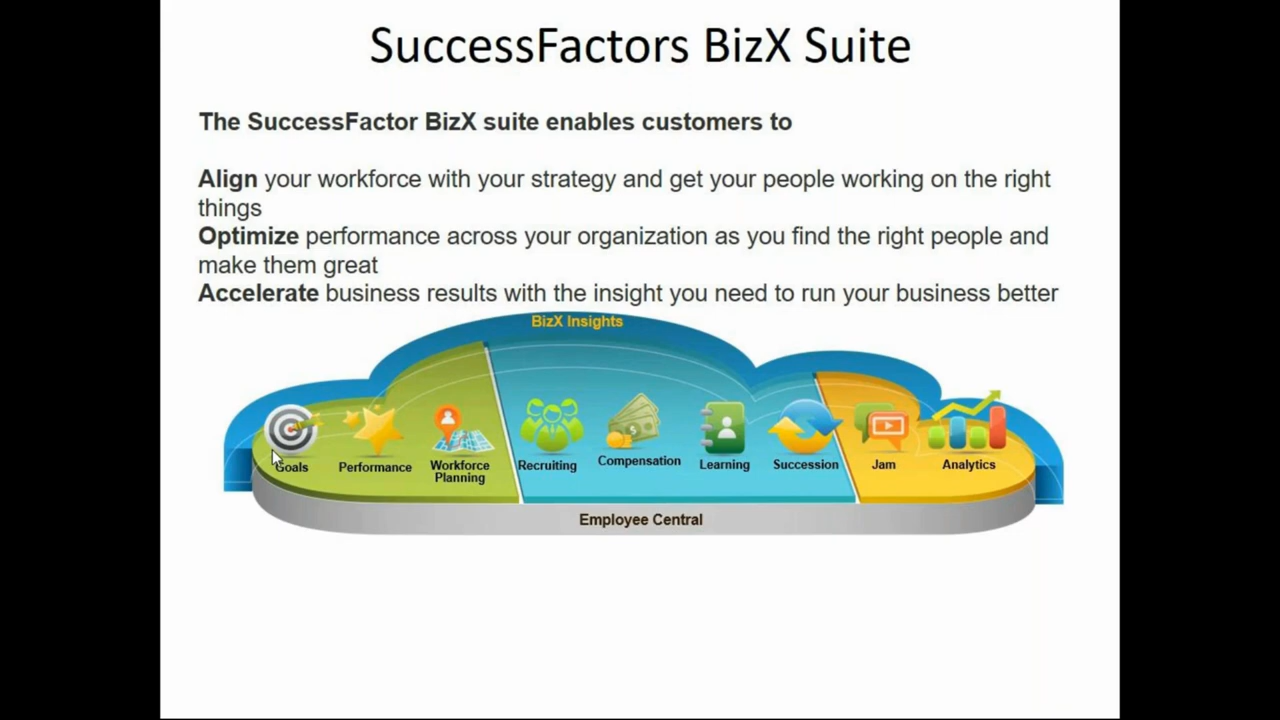 SuccessFactors BizX Suite
The SuccessFactor BizX suite enables customers to
Align your workforce with your strategy and get your people working on the right
things
Optimize performance across your organization as you find the right people and
make them great
Accelerate business results with the insight you need to run your business better
BizX Insights
Goals
Performance
Workforce
Planning
Recruiting
Compensation
Learning
Succession
Jam
Analytics
Employee Central